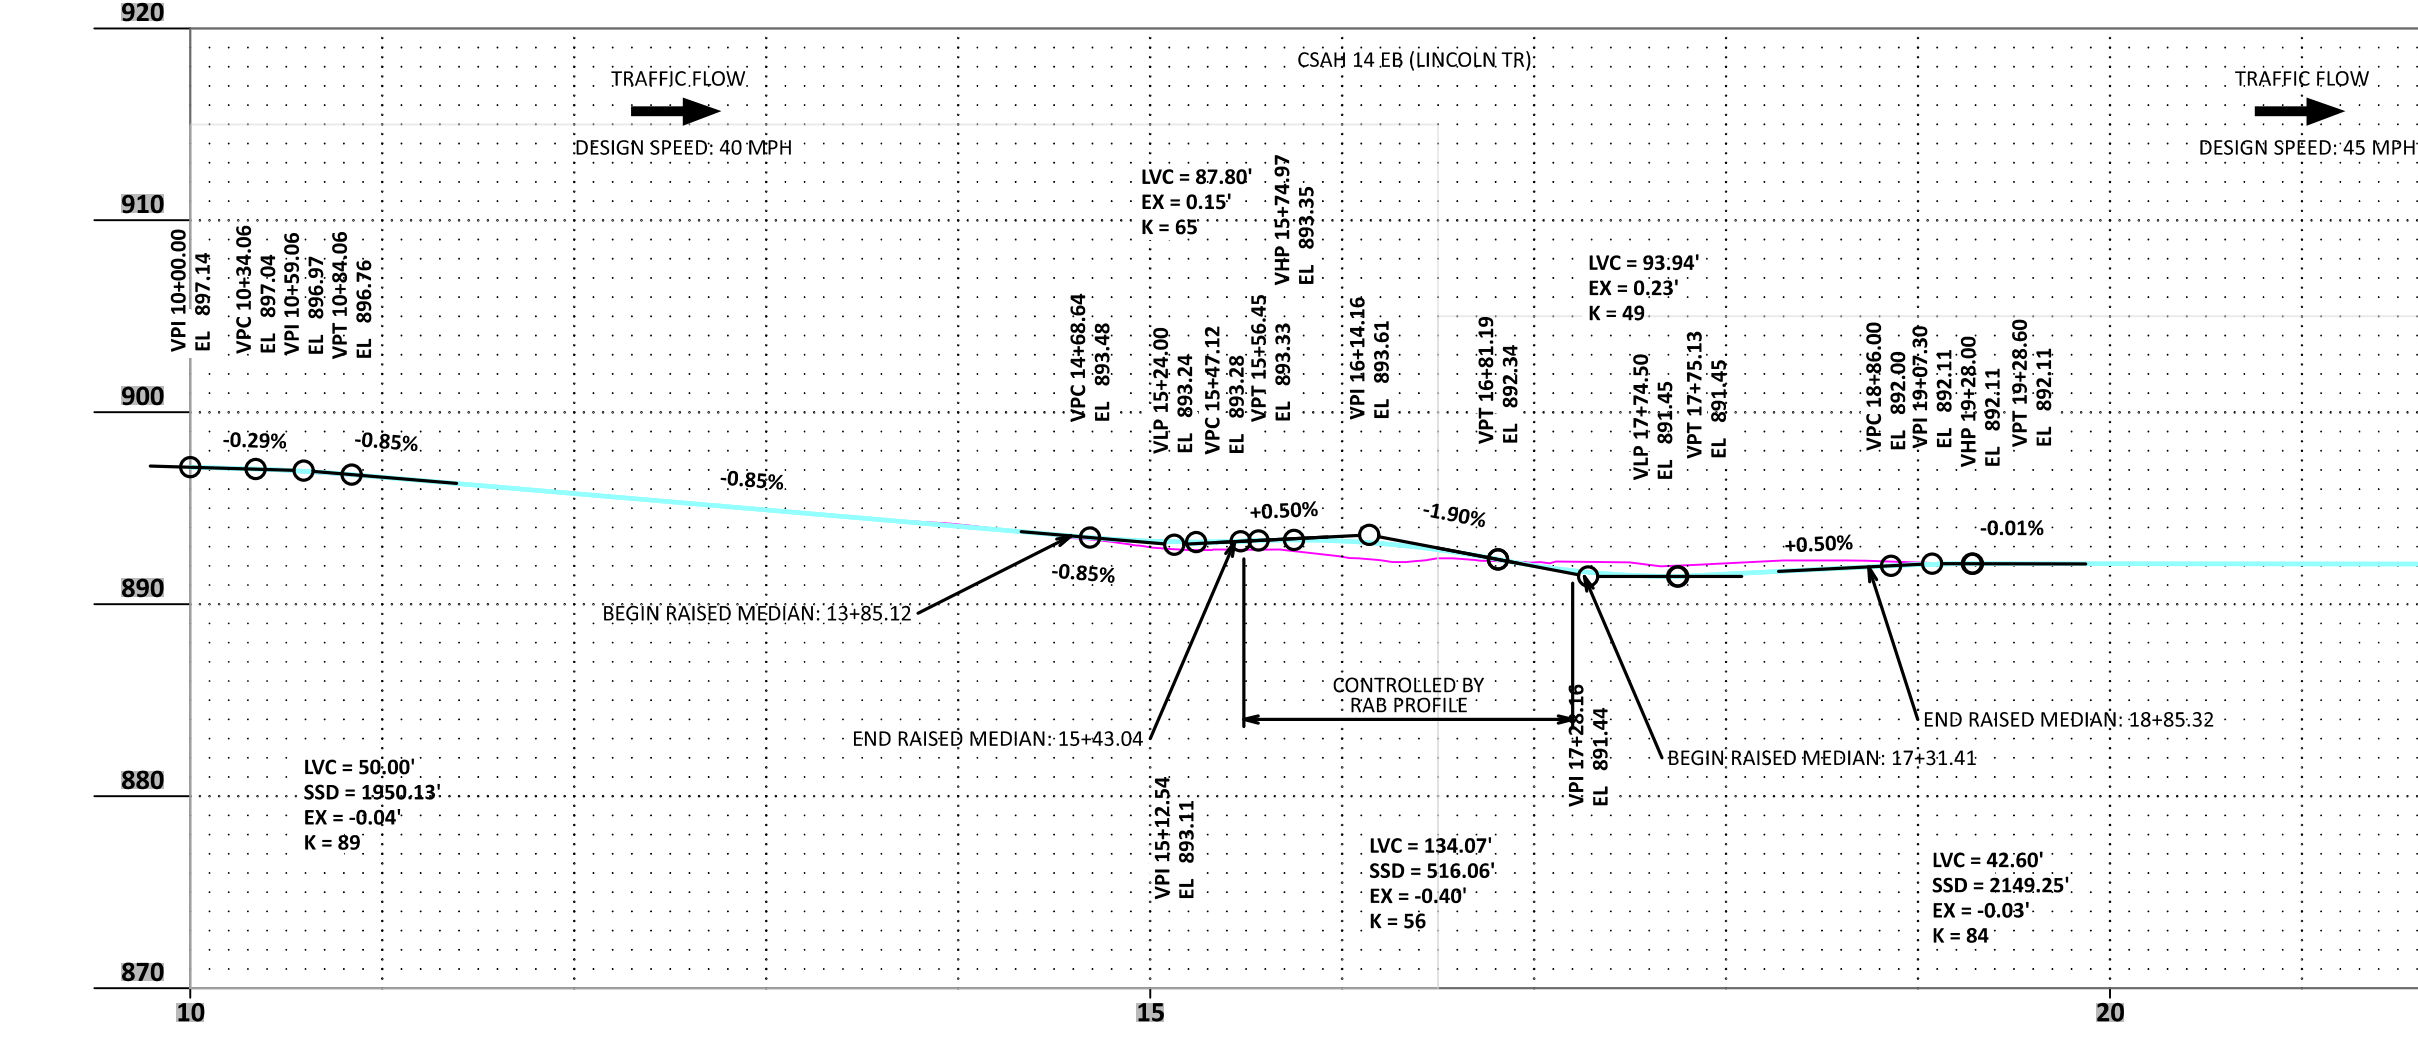 920
CSAH 14 EB (LINCOLN TR)
TRAFFIC FLOW
DESIGN SPEED: 40 MPH
TRAFFIC FLOW
DESIGN SPEED: 45 MPH
910
LVC = 87.80'
EX = 0.15'
K = 65
VHP 15+74.97
EL 893.35
LVC = 93.94'
EX = 0.23'
K = 49
VPI 10+00.00
EL 897.14
VPC 10+34.06
EL 897.04
VPI 10+59.06
EL 896.97
VPT 10+84.06
EL 896.76
VPC 14+68.64
EL 893.48
VLP 15+24.00
EL 893.24
VPC 15+47.12
EL 893.28
VPT 15+56.45
EL 893.33
VPI 16+14.16
EL 893.61
VPT 16+81.19
EL 892.34
VLP 17+74.50
EL 891.45
VPT 17+75.13
EL 891.45
VPC 18+86.00
EL 892.00
VPI 19+07.30
EL 892.11
VHP 19+28.00
EL 892.11
VPT 19+28.60
EL 892.11
900
-0.29%
-0.85%
-0.85%
-0.85%
+0.50%
-1.90%
+0.50%
-0.01%
890
BEGIN RAISED MEDIAN: 13+85.12
END RAISED MEDIAN: 15+43.04
CONTROLLED BY
RAB PROFILE
VPI 17+28.16
EL 891.44
END RAISED MEDIAN: 18+85.32
BEGIN RAISED MEDIAN: 17+31.41
880
LVC = 50.00'
SSD = 1950.13'
EX = -0.04'
K = 89
VPI 15+12.54
EL 893.11
LVC = 134.07'
SSD = 516.06'
EX = -0.40'
K = 56
LVC = 42.60'
SSD = 2149.25'
EX = -0.03'
K = 84
870
10
15
20